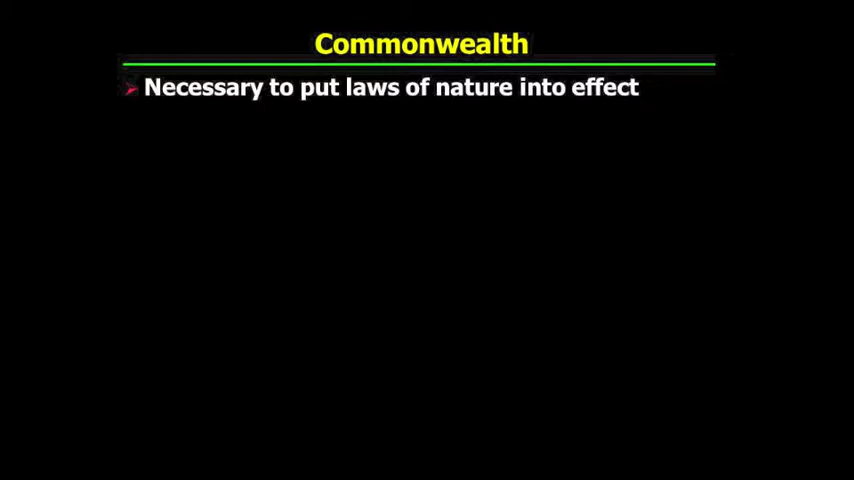 Commonwealth
Necessary to put laws of nature into effect